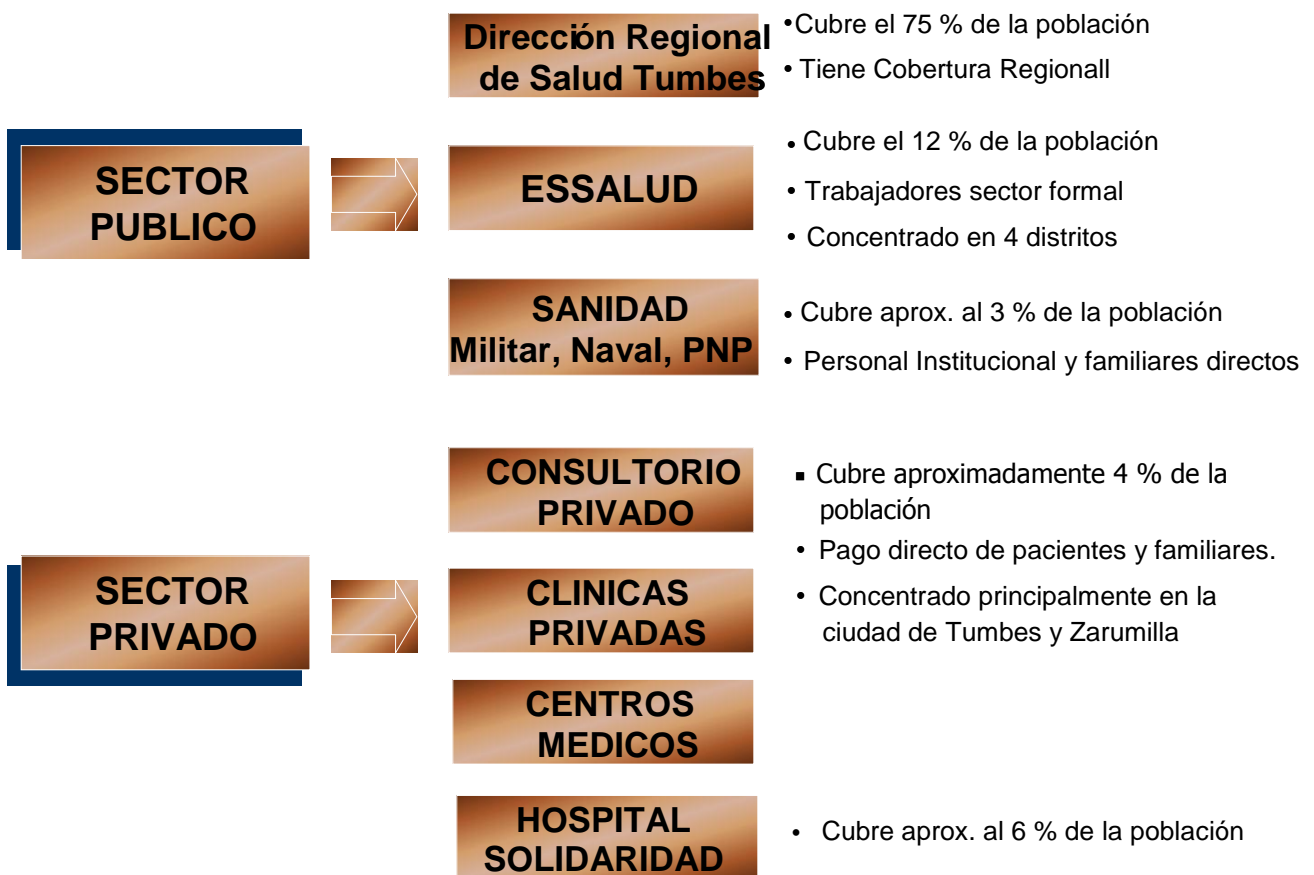 Dirección Regional
de Salud Tumbes
•Cubre el 75 % de la población
• Tiene Cobertura Regionall
SECTOR
PUBLICO
ESSALUD
• Cubre el 12 % de la población
• Trabajadores sector formal
• Concentrado en 4 distritos
SANIDAD
Militar, Naval, PNP
• Cubre aprox. al 3 % de la población
• Personal Institucional y familiares directos
SECTOR
PRIVADO
CONSULTORIO
PRIVADO
▪ Cubre aproximadamente 4 % de la
población
• Pago directo de pacientes y familiares.
CLINICAS
PRIVADAS
• Concentrado principalmente en la
ciudad de Tumbes y Zarumilla
CENTROS
MEDICOS
HOSPITAL
SOLIDARIDAD
• Cubre aprox. al 6 % de la población